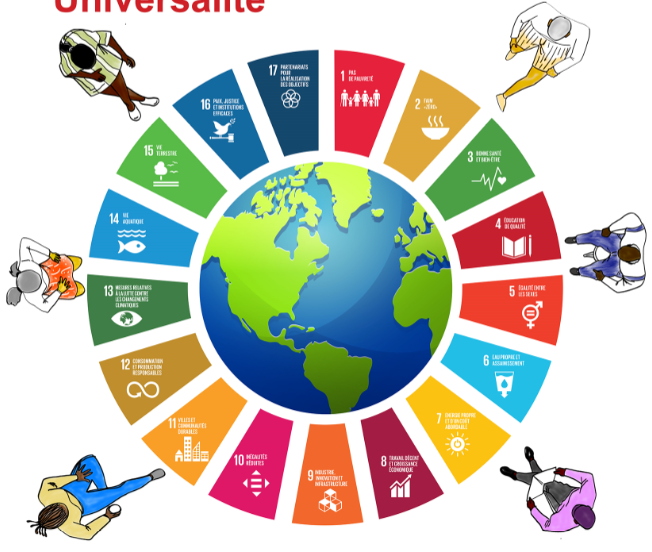 Universalité
1 PAS
DE PAUVRETÉ
2 FAIM
«ZÉRO»
3 BONNE SANTÉ
ET BIEN-ÊTRE
4 ÉDUCATION
DE QUALITÉ
5 ÉGALITÉ ENTRE
LES SEXES
6 EAU PROPRE ET
ASSAINISSEMENT
7 ÉNERGIE PROPRE
ET D'UN COÛT
ABORDABLE
8 TRAVAIL DÉCENT
ET CROISSANCE
ÉCONOMIQUE
9 INDUSTRIE,
INNOVATION ET
INFRASTRUCTURE
10 INÉGALITÉS
RÉDUITES
11 VILLES ET
COMMUNAUTÉS
DURABLES
12 CONSOMMATION
ET PRODUCTION
RESPONSABLES
13 MESURES RELATIVES
À LA LUTTE CONTRE
LES CHANGEMENTS
CLIMATIQUES
14 VIE
AQUATIQUE
15 VIE
TERRESTRE
16 PAIX, JUSTICE
ET INSTITUTIONS
EFFICACES
17 PARTENARIATS
POUR
LA RÉALISATION
DES OBJECTIFS